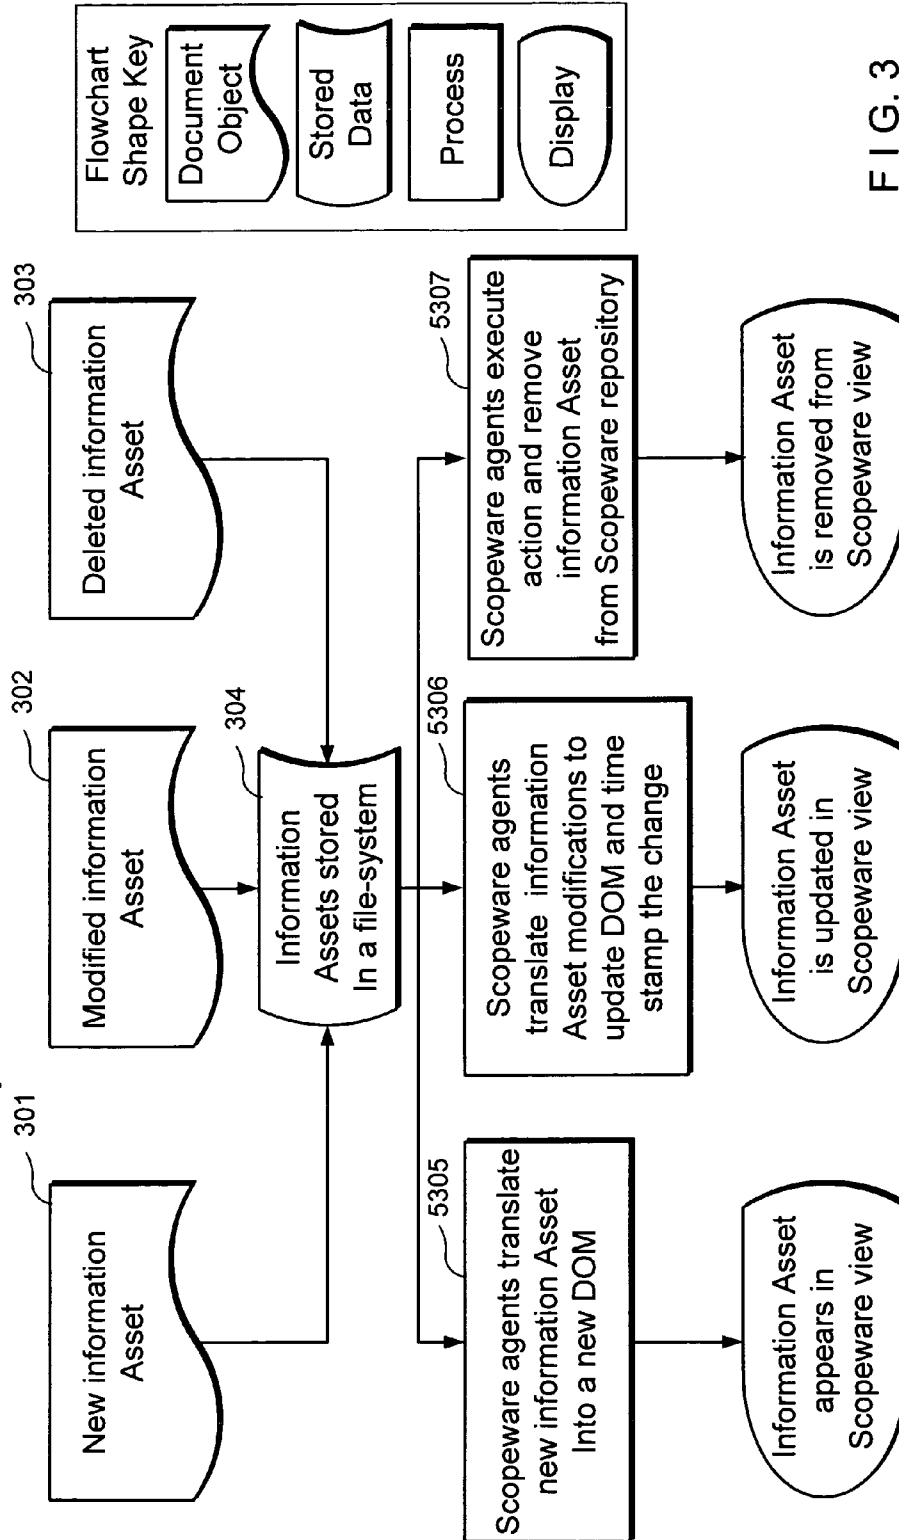 301
New information
Asset
302
Modified information
Asset
303
Deleted information
Asset
304
Information
Assets stored
In a file-system
5305
Scopeware agents translate
new information Asset
Into a new DOM
5306
Scopeware agents
translate information
Asset modifications to
update DOM and time
stamp the change
5307
Scopeware agents execute
action and remove
information Asset
from Scopeware repository
Information Asset
appears in
Scopeware view
Information Asset
is updated in
Scopeware view
Information Asset
is removed from
Scopeware view
Flowchart
Shape Key
Document
Object
Stored
Data
Process
Display
FIG. 3